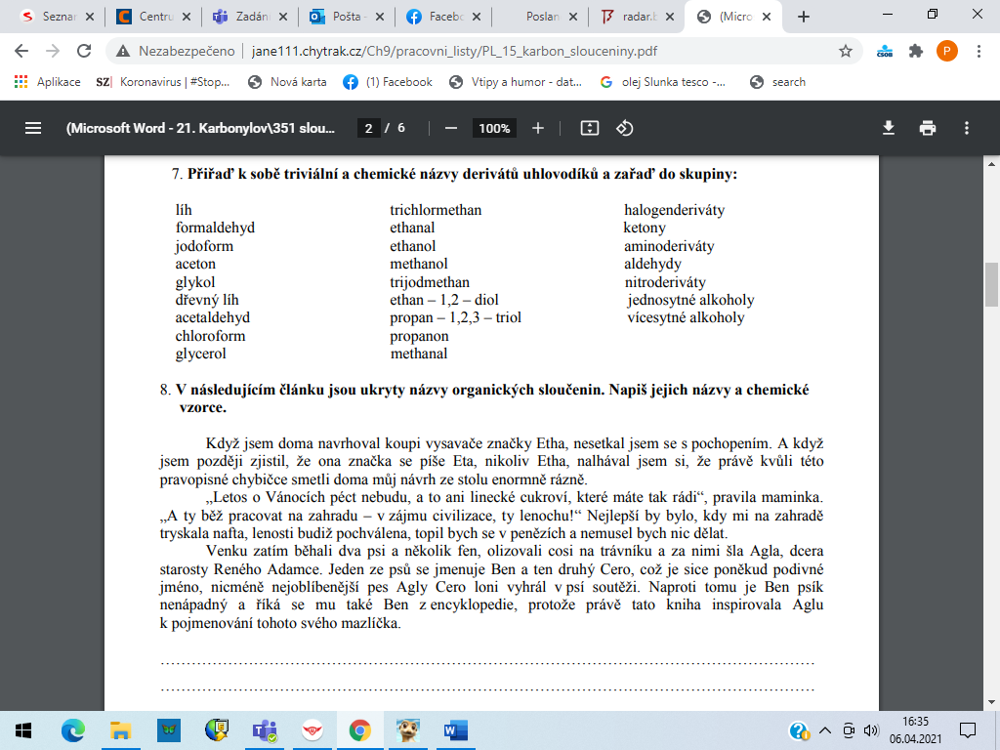 Sezna
Centru
Zadání
Pošta -
Facebo
Poslan
radar.b
(Micro
Nezabezpečeno
jane111.chytrak.cz/Ch9/pracovni_listy/PL_15_karbon_slouceniny.pdf
Aplikace
Koronavirus | #Stop...
Nová karta
(1) Facebook
Vtipy a humor - dat...
olej Slunka tesco -...
search
(Microsoft Word - 21. Karbonylov\351 slou...
2 / 6
100%
7. Přiřaď k sobě triviální a chemické názvy derivátů uhlovodíků a zařaď do skupiny:
líh trichlormethan halogenderiváty
formaldehyd ethanal ketony
jodoform ethanol aminoderiváty
aceton methanol aldehydy
glykol trijodmethan nitroderiváty
dřevný líh ethan – 1,2 – diol jednosytné alkoholy
acetaldehyd propan – 1,2,3 – triol vícesytné alkoholy
chloroform propanon
glycerol methanal
8. V následujícím článku jsou ukryty názvy organických sloučenin. Napiš jejich názvy a chemické
vzorce.
Když jsem doma navrhoval koupi vysavače značky Etha, nesetkal jsem se s pochopením. A když
jsem později zjistil, že ona značka se píše Eta, nikoliv Etha, nalhával jsem si, že právě kvůli této
pravopisné chybičce smetli doma můj návrh ze stolu enormně rázně.
„Letos o Vánocích péct nebudu, a to ani linecké cukroví, které máte tak rádi“, pravila maminka.
„A ty běž pracovat na zahradu – v zájmu civilizace, ty lenochu!“ Nejlepší by bylo, kdy mi na zahradě
tryskala nafta, lenosti budiž pochválena, topil bych se v penězích a nemusel bych nic dělat.
Venku zatím běhali dva psi a několik fen, olizovali cosi na trávníku a za nimi šla Agla, dcera
starosty Reného Adamce. Jeden ze psů se jmenuje Ben a ten druhý Cero, což je sice poněkud podivné
jméno, nicméně nejoblíbenější pes Agly Cero loni vyhrál v psí soutěži. Naproti tomu je Ben psík
nenápadný a říká se mu také Ben z encyklopedie, protože právě tato kniha inspirovala Aglu
k pojmenování tohoto svého mazlíčka.
16:35
06.04.2021